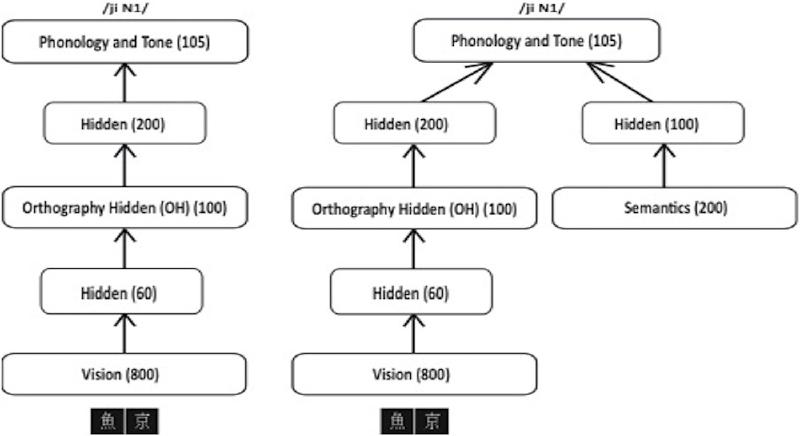 /ji N1/
Phonology and Tone (105)
Hidden (200)
Orthography Hidden (OH) (100)
Hidden (60)
Vision (800)
魚 京
/ji N1/
Phonology and Tone (105)
Hidden (200)
Hidden (100)
Orthography Hidden (OH) (100)
Semantics (200)
Hidden (60)
Vision (800)
魚 京